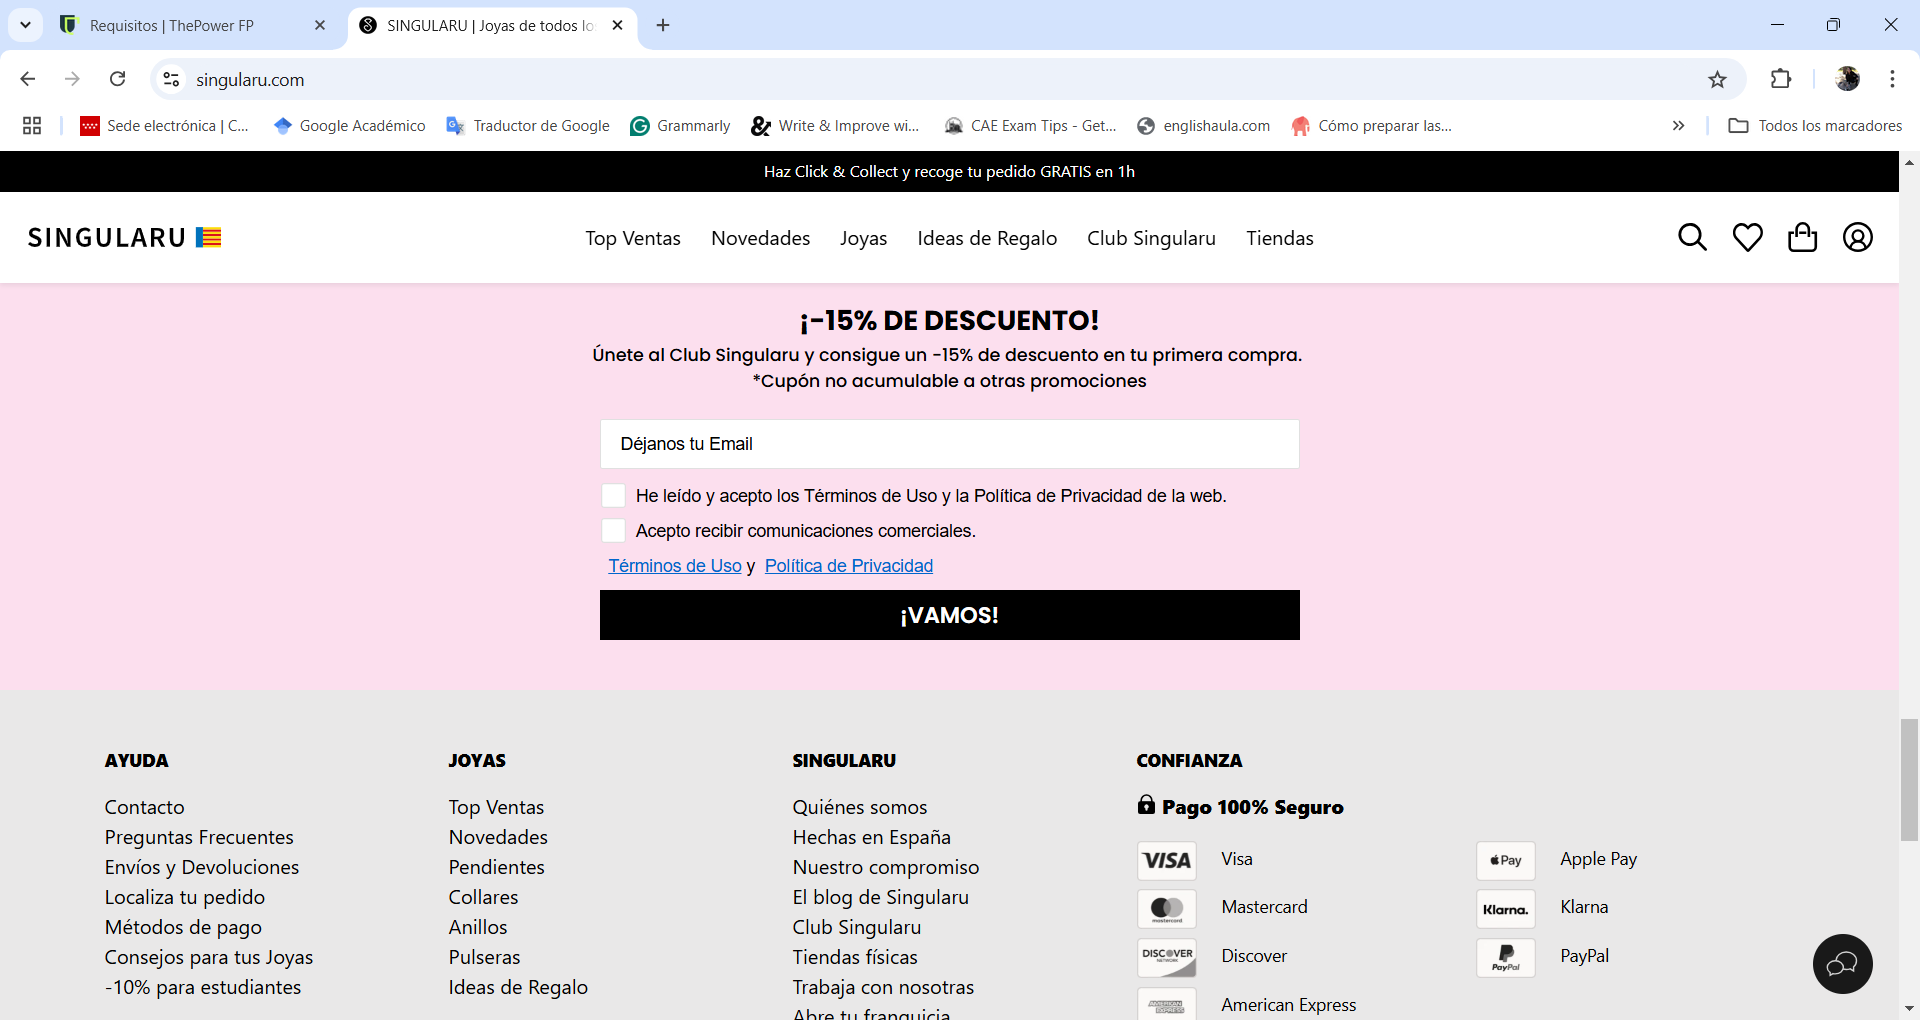 Requisitos | ThePower FP
SINGULARU | Joyas de todos lo
singularu.com
Sede electrónica | C...
Google Académico
Traductor de Google
Grammarly
Write & Improve wi...
CAE Exam Tips - Get...
englishaula.com
Cómo preparar las...
Todos los marcadores
Haz Click & Collect y recoge tu pedido GRATIS en 1h
SINGULARU
Top Ventas
Novedades
Joyas
Ideas de Regalo
Club Singularu
Tiendas
¡-15% DE DESCUENTO!
Únete al Club Singularu y consigue un -15% de descuento en tu primera compra.
*Cupón no acumulable a otras promociones
Déjanos tu Email
He leído y acepto los Términos de Uso y la Política de Privacidad de la web.
Acepto recibir comunicaciones comerciales.
Términos de Uso y Política de Privacidad
¡VAMOS!
AYUDA
Contacto
Preguntas Frecuentes
Envíos y Devoluciones
Localiza tu pedido
Métodos de pago
Consejos para tus Joyas
-10% para estudiantes
JOYAS
Top Ventas
Novedades
Pendientes
Collares
Anillos
Pulseras
Ideas de Regalo
SINGULARU
Quiénes somos
Hechas en España
Nuestro compromiso
El blog de Singularu
Club Singularu
Tiendas físicas
Trabaja con nosotras
Abre tu franquicia
CONFIANZA
Pago 100% Seguro
VISA
Visa
mastercard
Mastercard
DISCOVER
NETWORK
Discover
AMERICAN
EXPRESS
American Express
Pay
Apple Pay
Klarna.
Klarna
PayPal
PayPal